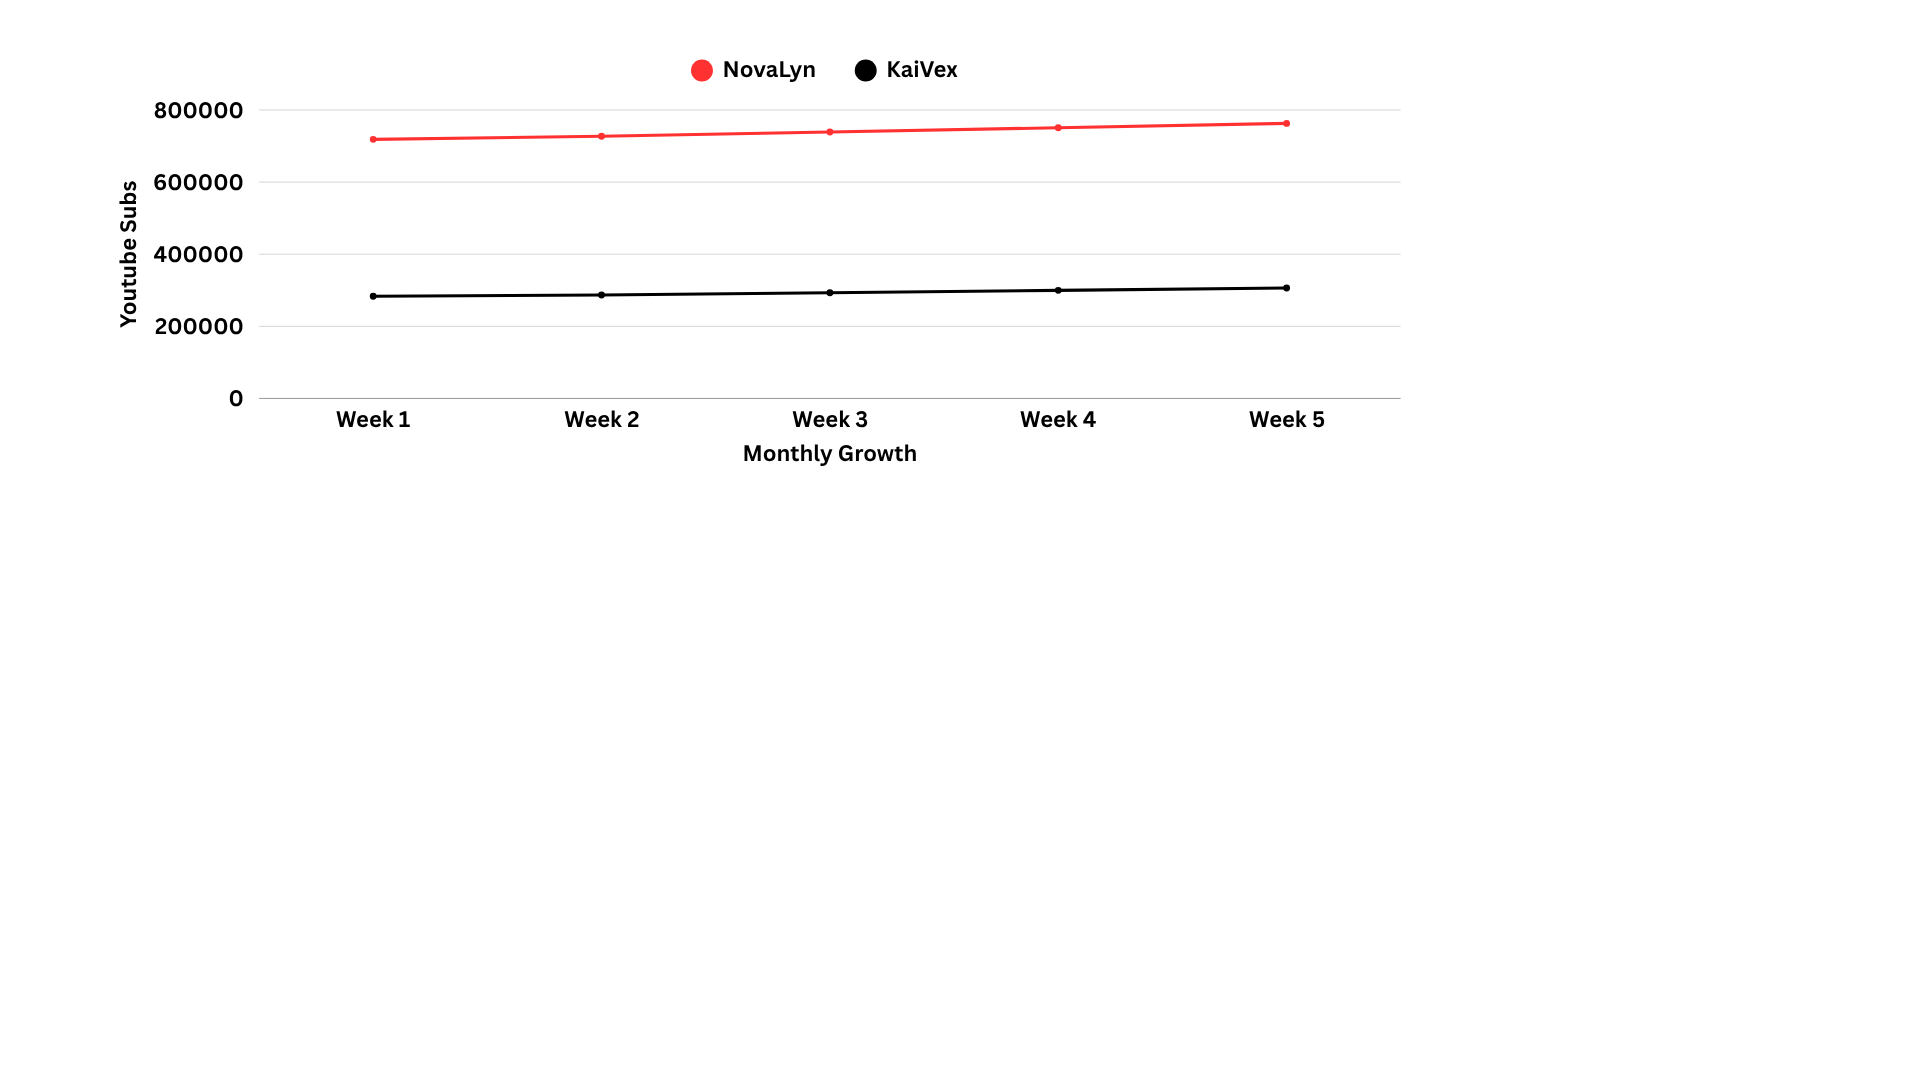 NovaLyn KaiVex
800000
600000
400000
200000
0
Youtube Subs
Week 1 Week 2 Week 3 Week 4 Week 5
Monthly Growth